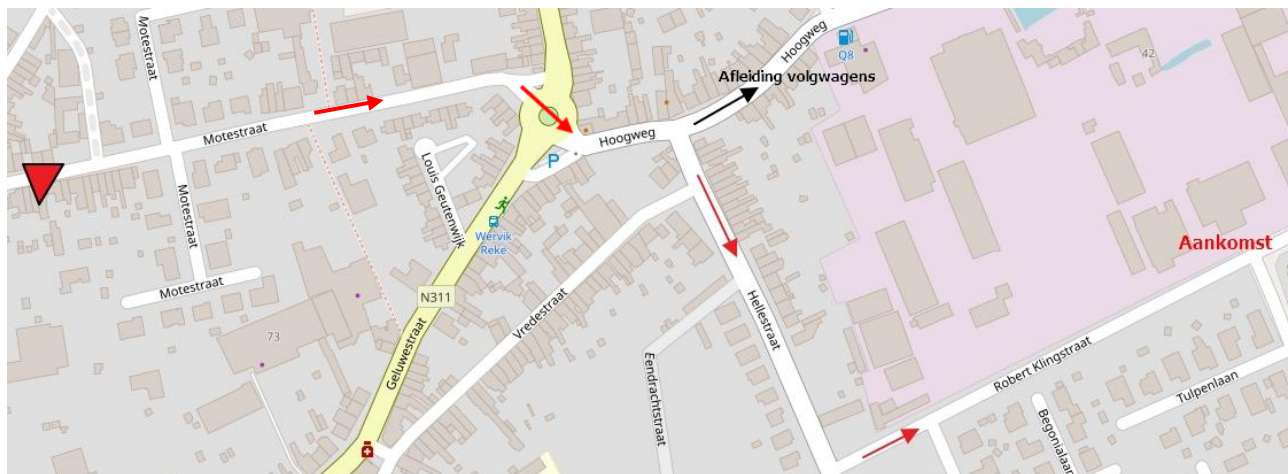 Motestraat
Hoogweg
Q8
42
Afleiding volgwagens
Motestraat
Hoogweg
P
Louis Geutenwijk
Motestraat
Wervik
Reke
Aankomst
Motestraat
N311
Hellestraat
Vredestraat
73
Geluwestraat
Robert Klingstraat
Eendrachtstraat
Tulpenlaan
Begonialaan